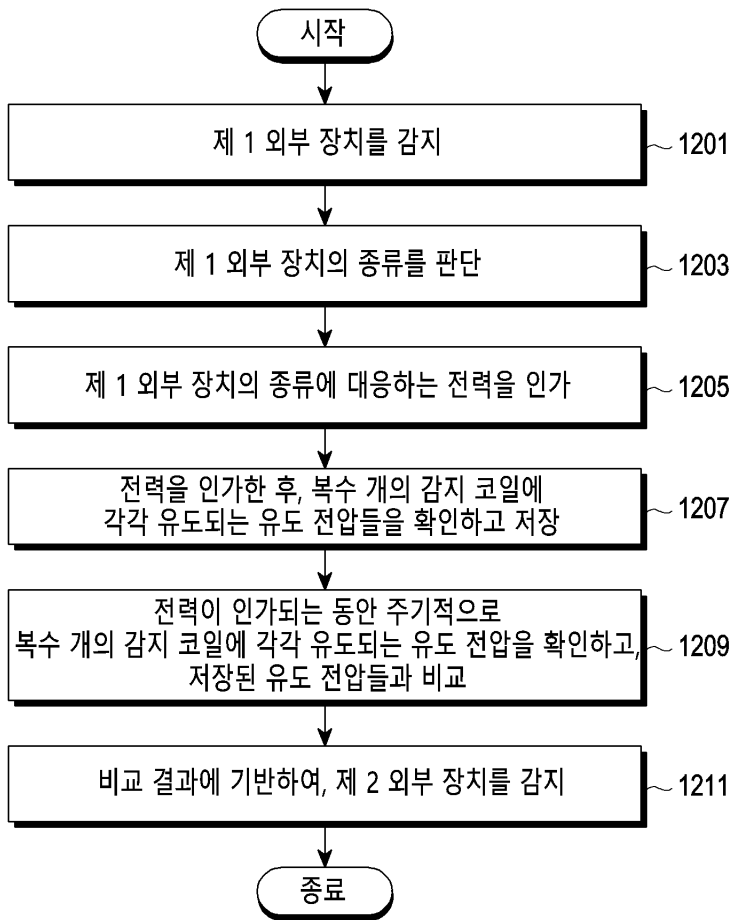 시작
제 1 외부 장치를 감지
1201
제 1 외부 장치의 종류를 판단
1203
제 1 외부 장치의 종류에 대응하는 전력을 인가
1205
전력을 인가한 후, 복수 개의 감지 코일에
각각 유도되는 유도 전압들을 확인하고 저장
1207
전력이 인가되는 동안 주기적으로
복수 개의 감지 코일에 각각 유도되는 유도 전압을 확인하고,
저장된 유도 전압들과 비교
1209
비교 결과에 기반하여, 제 2 외부 장치를 감지
1211
종료